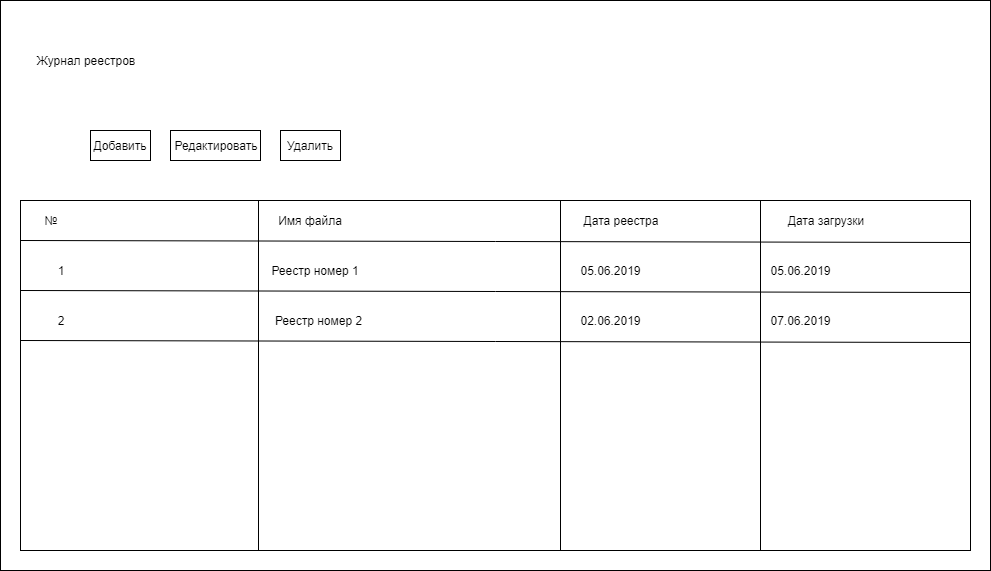 Журнал реестров
Добавить Редактировать Удалить
№ Имя файла Дата реестра Дата загрузки
1 Реестр номер 1 05.06.2019 05.06.2019
2 Реестр номер 2 02.06.2019 07.06.2019